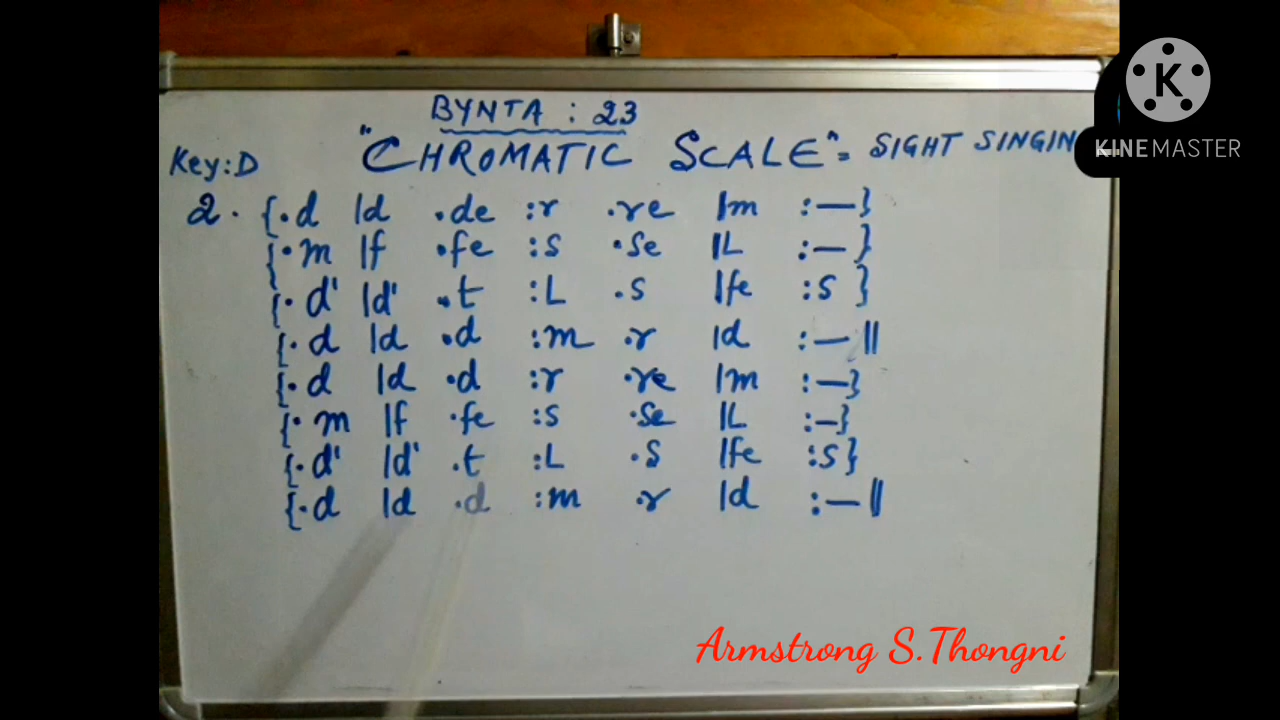 BYNTA : 23
Key:D "CHROMATIC SCALE" = SIGHT SINGIN
KINEMASTER
2. {.d |d .de :r .re |m :—}
{.m |f .fe :s .se |L :—}
{.d' |d' .t :L .s |fe :s}
{.d |d .d :m .r |d :—||
{.d |d .d :r .re |m :—}
{.m |f .fe :s .se |L :—}
{.d' |d' .t :L .s |fe :s}
{.d |d .d :m .r |d :—||
Armstrong S.Thongni